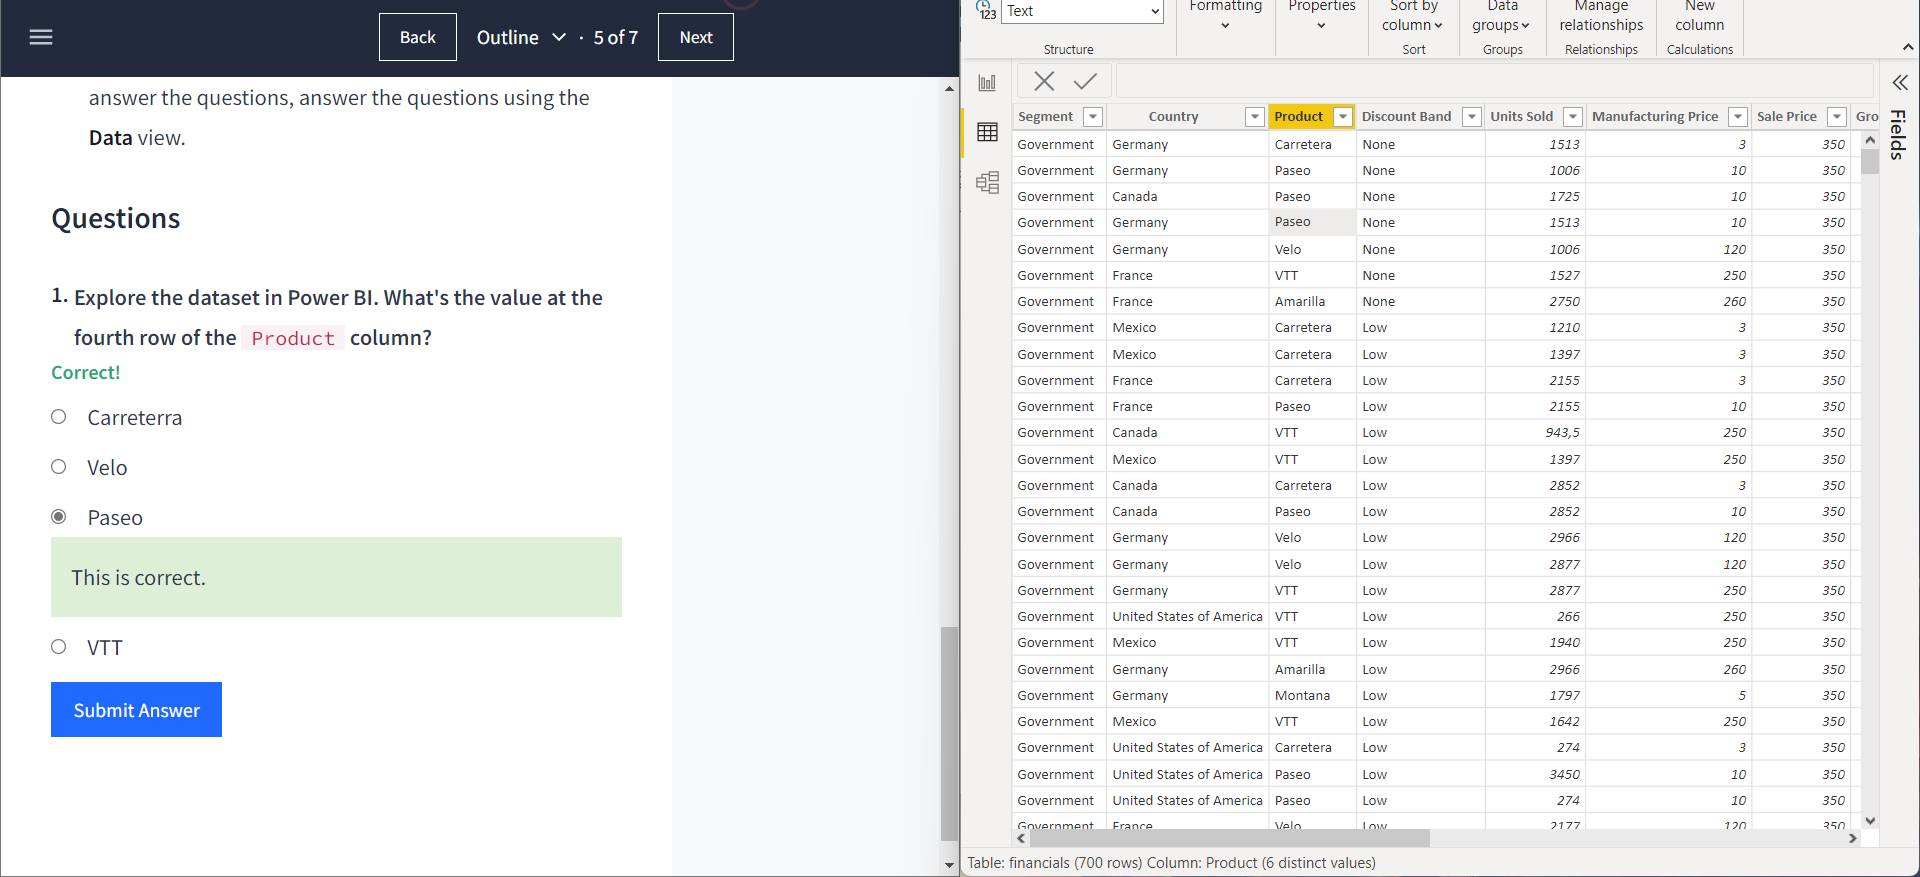 Back
Outline
· 5 of 7
Next
answer the questions, answer the questions using the
Data view.
Questions
1. Explore the dataset in Power BI. What's the value at the
fourth row of the Product column?
Correct!
Carreterra
Velo
Paseo
This is correct.
VTT
Submit Answer
123
Text
Structure
Formatting
Properties
Sort by
column
Sort
Data
groups
Groups
Manage
relationships
Relationships
New
column
Calculations
Fields
Segment Country Product Discount Band Units Sold Manufacturing Price Sale Price Gro
Government Germany Carretera None 1513 3 350
Government Germany Paseo None 1006 10 350
Government Canada Paseo None 1725 10 350
Government Germany Paseo None 1513 10 350
Government Germany Velo None 1006 120 350
Government France VTT None 1527 250 350
Government France Amarilla None 2750 260 350
Government Mexico Carretera Low 1210 3 350
Government Mexico Carretera Low 1397 3 350
Government France Carretera Low 2155 3 350
Government France Paseo Low 2155 10 350
Government Canada VTT Low 943,5 250 350
Government Mexico VTT Low 1397 250 350
Government Canada Carretera Low 2852 3 350
Government Canada Paseo Low 2852 10 350
Government Germany Velo Low 2966 120 350
Government Germany Velo Low 2877 120 350
Government Germany VTT Low 2877 250 350
Government United States of America VTT Low 266 250 350
Government Mexico VTT Low 1940 250 350
Government Germany Amarilla Low 2966 260 350
Government Germany Montana Low 1797 5 350
Government Mexico VTT Low 1642 250 350
Government United States of America Carretera Low 274 3 350
Government United States of America Paseo Low 3450 10 350
Government United States of America Paseo Low 274 10 350
Government France Velo Low 2177 120 350
Table: financials (700 rows) Column: Product (6 distinct values)